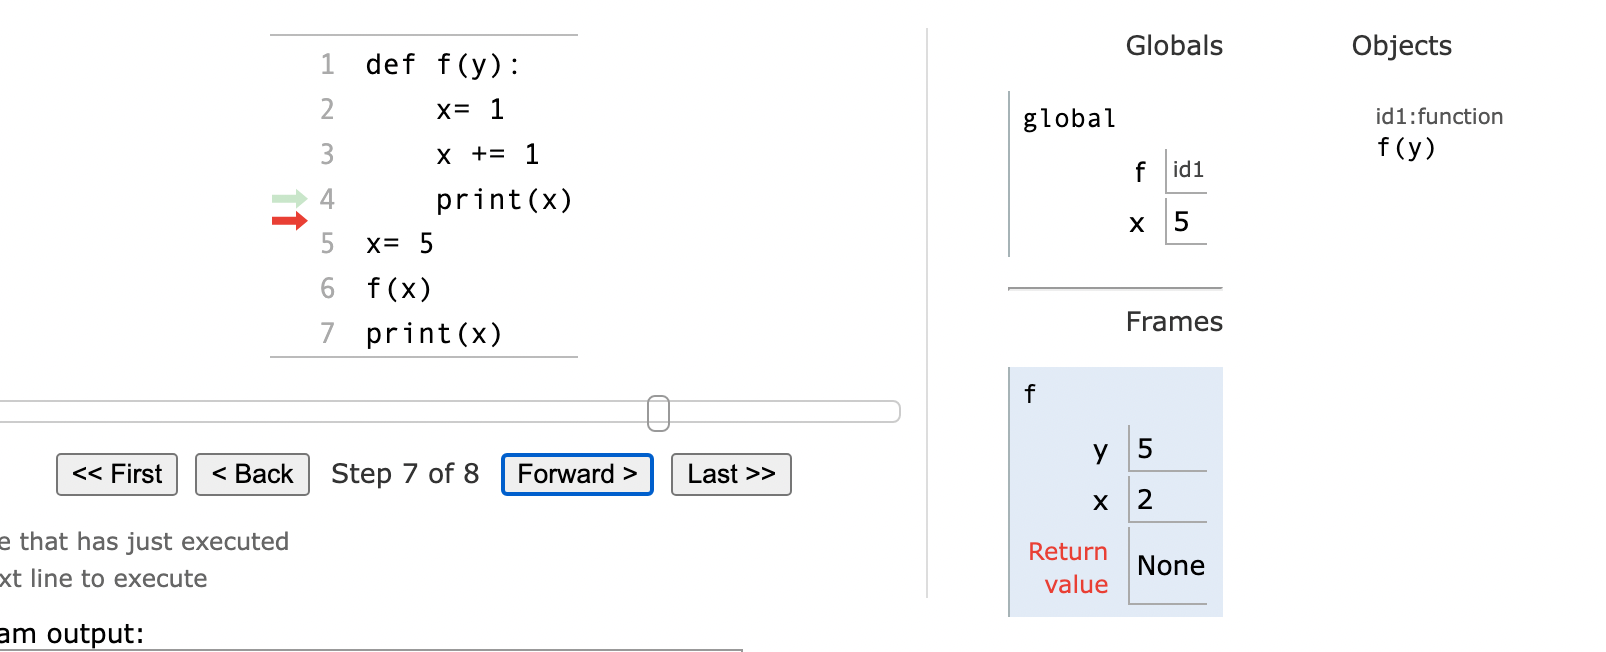 1 def f(y):
2 x= 1
3 x += 1
4 print(x)
5 x= 5
6 f(x)
7 print(x)
<< First < Back Step 7 of 8 Forward > Last >>
e that has just executed
xt line to execute
am output:
Globals
global
f id1
x 5
Frames
f
y 5
x 2
Return
value None
Objects
id1:function
f(y)